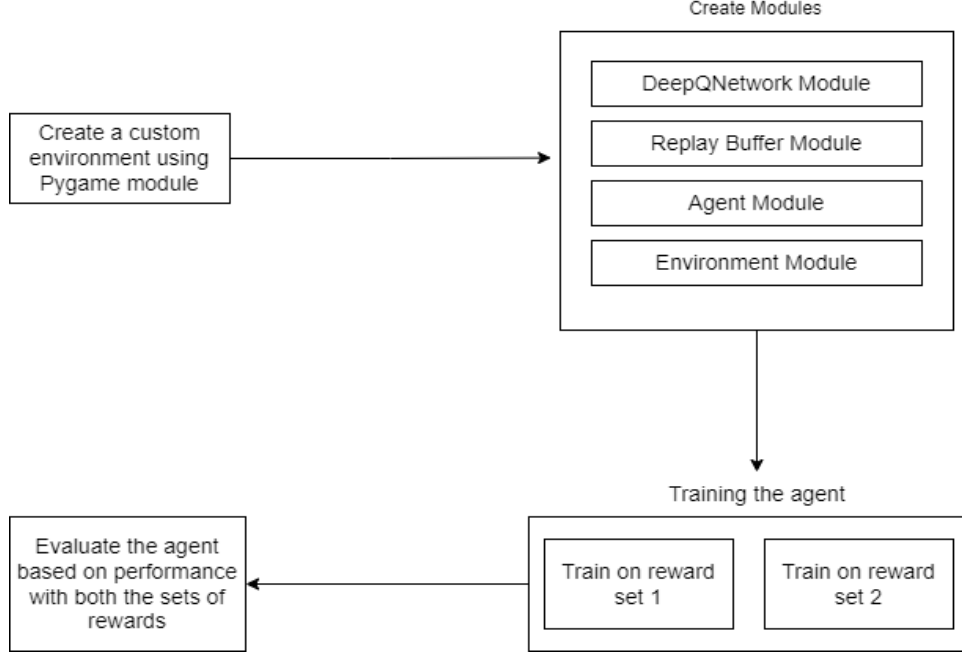 Create Modules
DeepQNetwork Module
Replay Buffer Module
Agent Module
Environment Module
Create a custom
environment using
Pygame module
Training the agent
Train on reward
set 1
Train on reward
set 2
Evaluate the agent
based on performance
with both the sets of
rewards